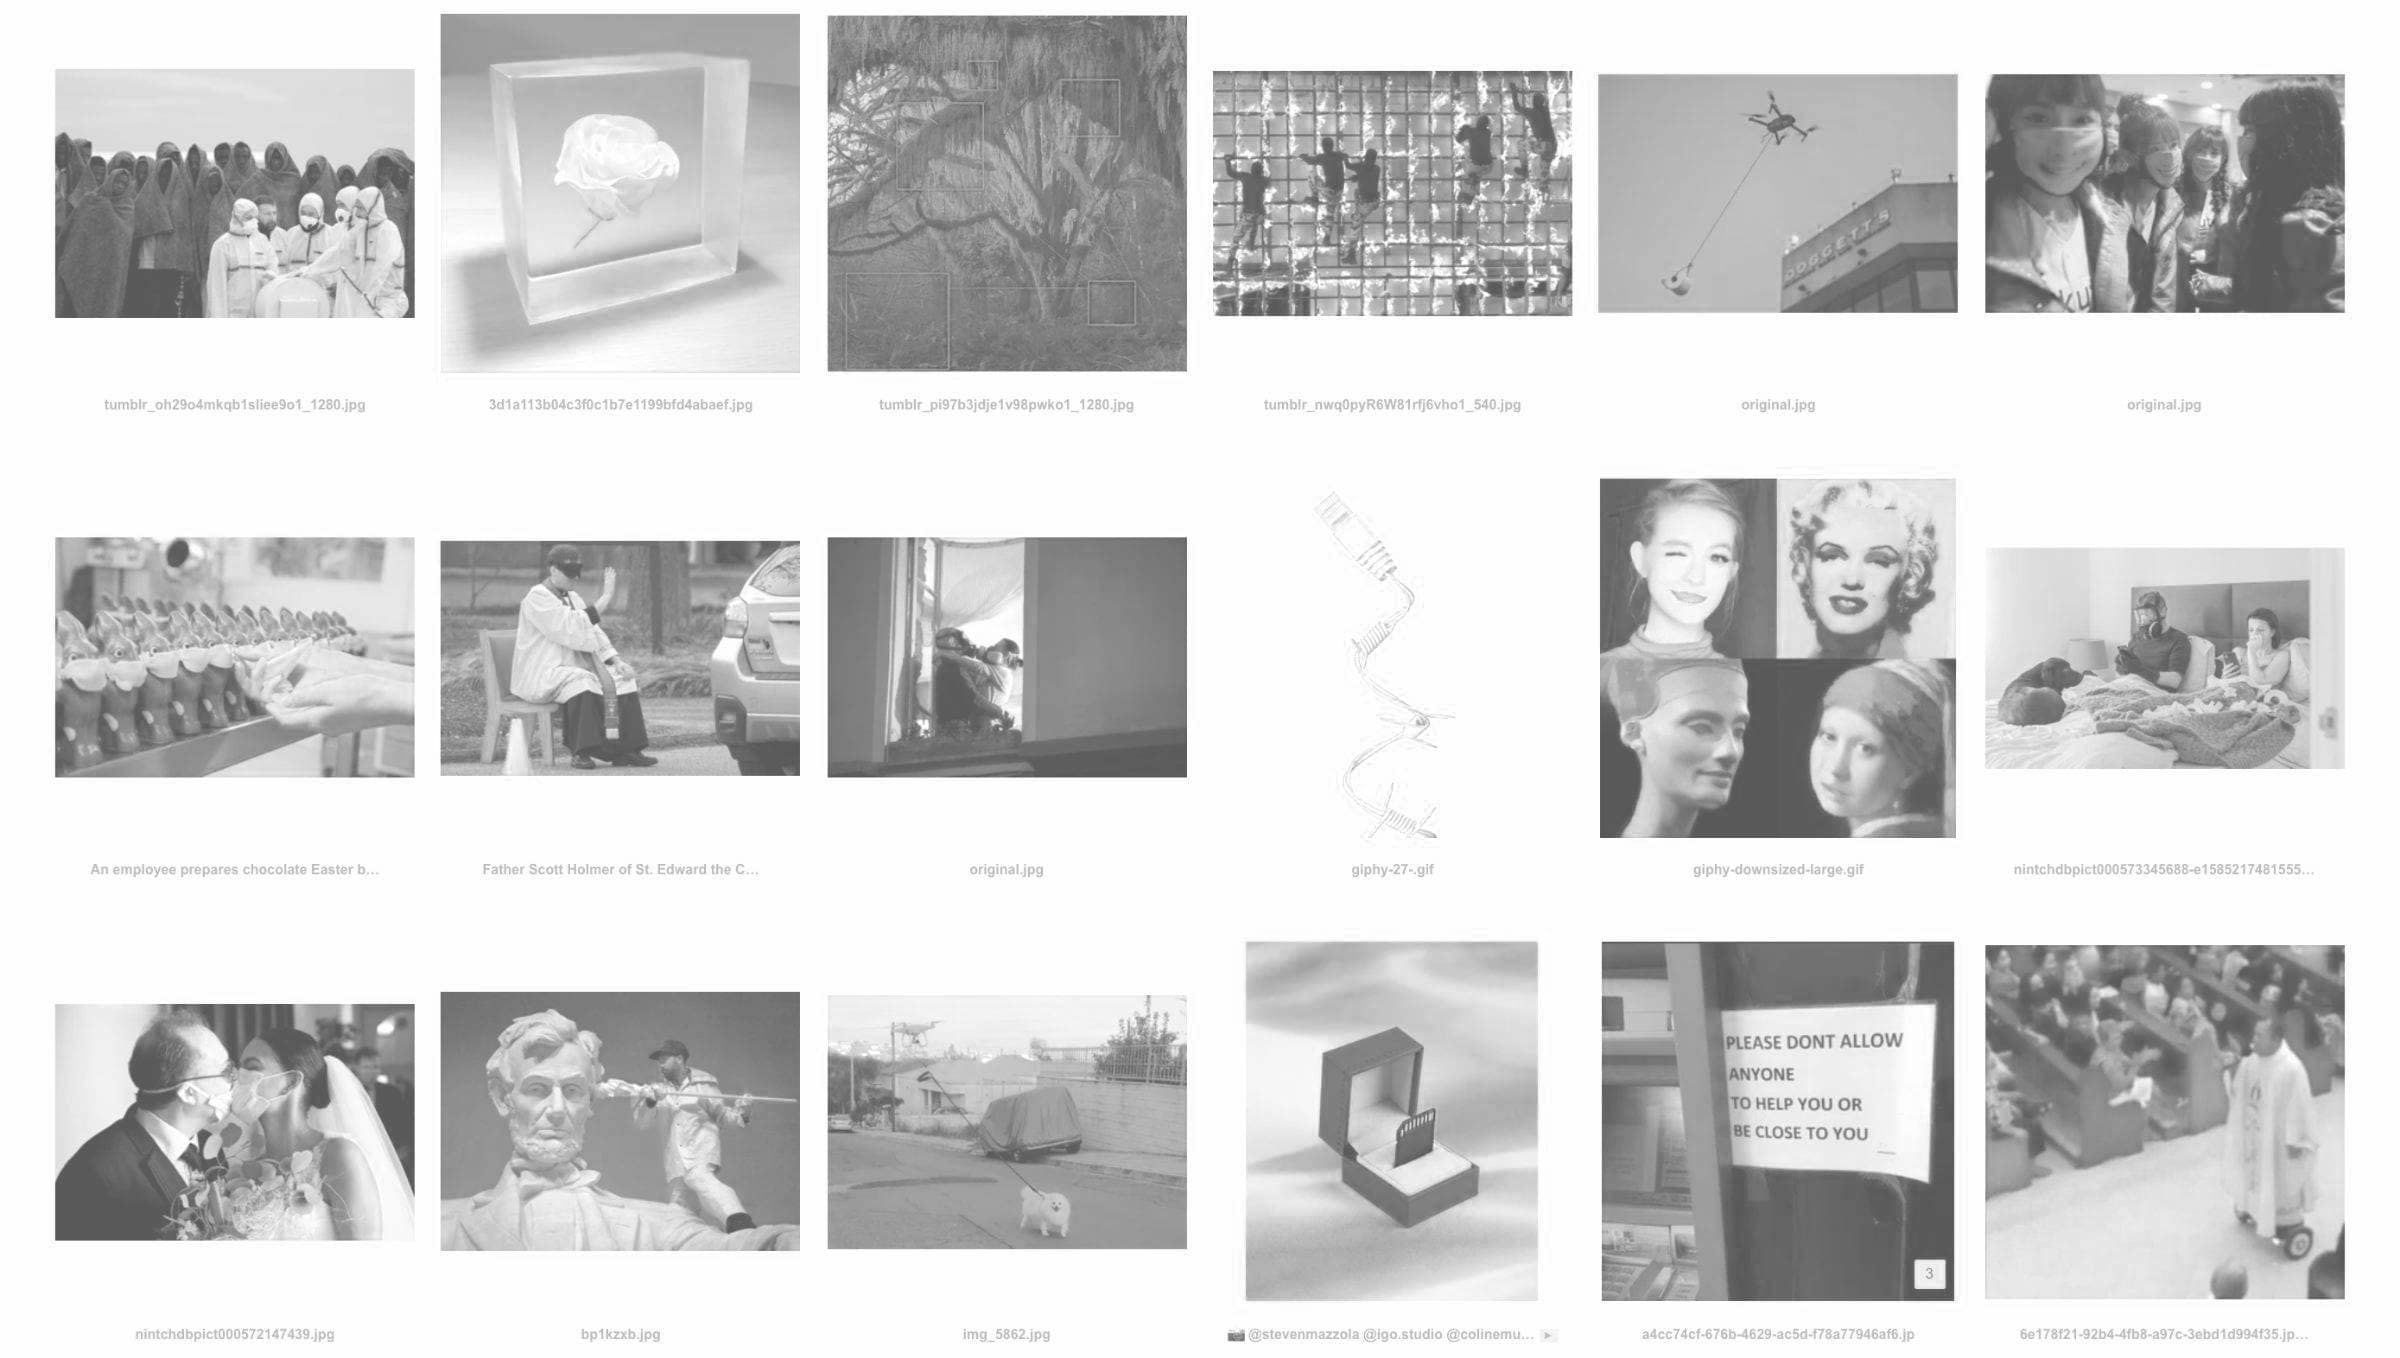 DOGGETT'S
KU
tumblr_oh29o4mkqb1sliee9o1_1280.jpg
3d1a113b04c3f0c1b7e1199bfd4abaef.jpg
tumblr_pi97b3jdje1v98pwko1_1280.jpg
tumblr_nwq0pyR6W81rfj6vho1_540.jpg
original.jpg
original.jpg
An employee prepares chocolate Easter b...
Father Scott Holmer of St. Edward the C...
original.jpg
giphy-27-.gif
giphy-downsized-large.gif
nintchdbpict000573345688-e1585217481555...
PLEASE DONT ALLOW
ANYONE
TO HELP YOU OR
BE CLOSE TO YOU
3
nintchdbpict000572147439.jpg
bp1kzxb.jpg
img_5862.jpg
@stevenmazzola @igo.studio @colinemu...
a4cc74cf-676b-4629-ac5d-f78a77946af6.jp
6e178f21-92b4-4fb8-a97c-3ebd1d994f35.jp...